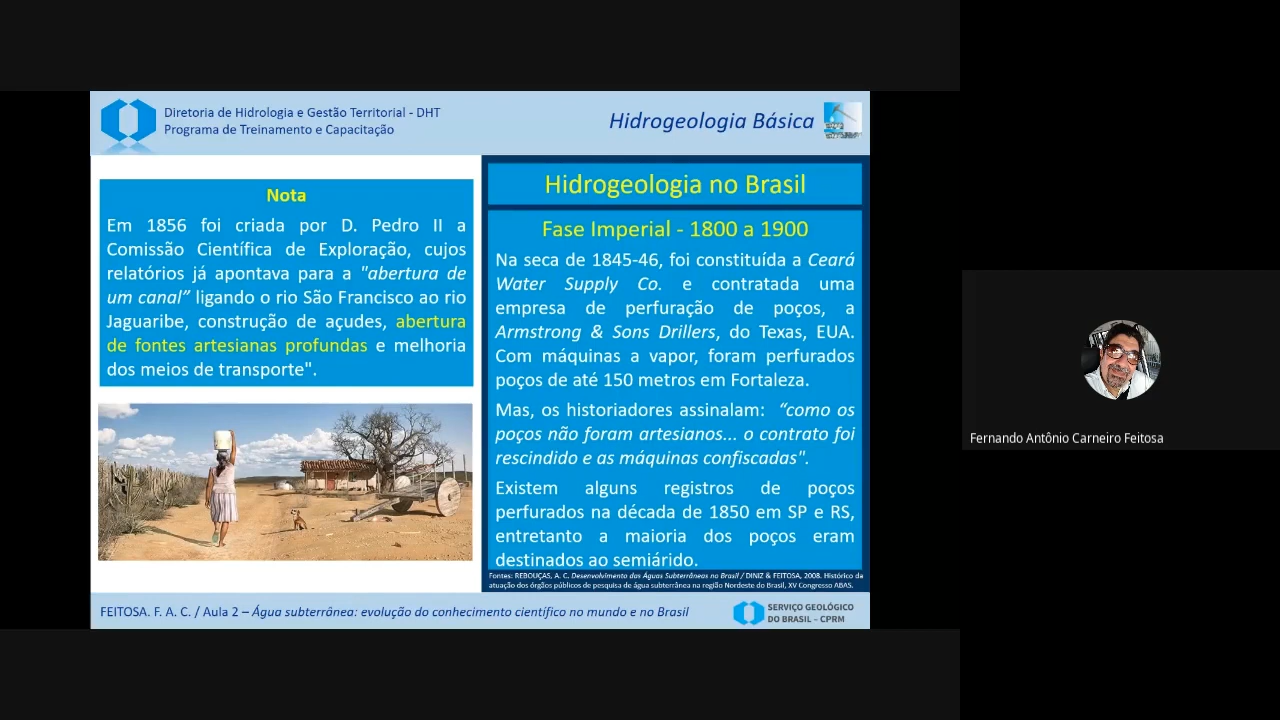 Diretoria de Hidrologia e Gestão Territorial - DHT
Programa de Treinamento e Capacitação
Hidrogeologia Básica
Nota
Em 1856 foi criada por D. Pedro II a
Comissão Científica de Exploração, cujos
relatórios já apontava para a "abertura de
um canal” ligando o rio São Francisco ao rio
Jaguaribe, construção de açudes, abertura
de fontes artesianas profundas e melhoria
dos meios de transporte".
Hidrogeologia no Brasil
Fase Imperial - 1800 a 1900
Na seca de 1845-46, foi constituída a Ceará
Water Supply Co. e contratada uma
empresa de perfuração de poços, a
Armstrong & Sons Drillers, do Texas, EUA.
Com máquinas a vapor, foram perfurados
poços de até 150 metros em Fortaleza.
Mas, os historiadores assinalam: “como os
poços não foram artesianos... o contrato foi
rescindido e as máquinas confiscadas".
Existem alguns registros de poços
perfurados na década de 1850 em SP e RS,
entretanto a maioria dos poços eram
destinados ao semiárido.
Fontes: REBOUÇAS, A. C. Desenvolvimento das Águas Subterrâneas no Brasil / DINIZ & FEITOSA, 2008. Histórico da
atuação dos órgãos públicos de pesquisa de água subterrânea na região Nordeste do Brasil, XV Congresso ABAS.
FEITOSA. F. A. C. / Aula 2 – Água subterrânea: evolução do conhecimento científico no mundo e no Brasil
SERVIÇO GEOLÓGICO
DO BRASIL – CPRM
Fernando Antônio Carneiro Feitosa